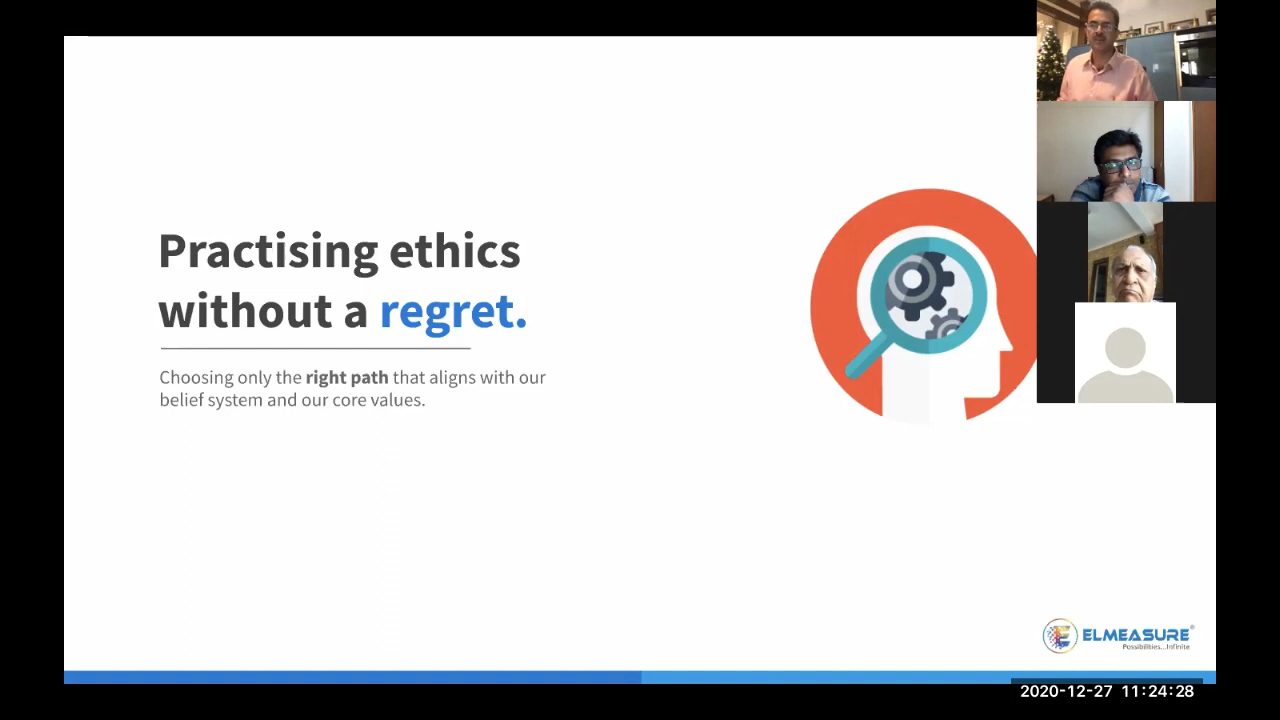 Practising ethics
without a regret.
Choosing only the right path that aligns with our
belief system and our core values.
ELMEASURE®
Possibilities...Infinite
2020-12-27 11:24:28